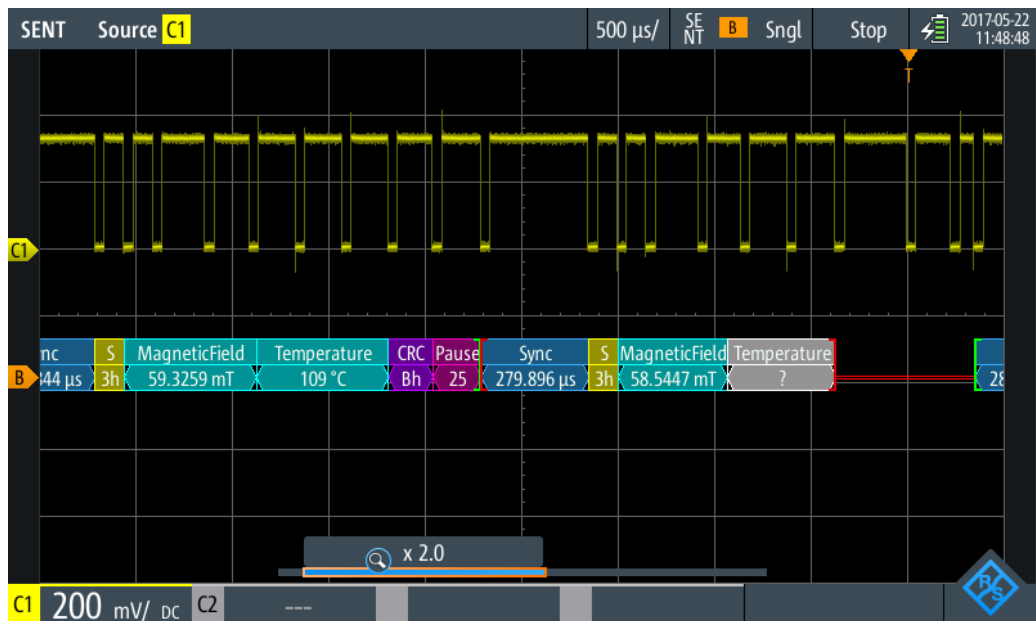 SENT Source C1 500 µs/ SENT B Sngl Stop 2017-05-22
11:48:48
T
C1
nc S MagneticField Temperature CRC Pause Sync S MagneticField Temperature
B 344 µs 3h 59.3259 mT 109 °C Bh 25 279.896 µs 3h 58.5447 mT ? 28
x 2.0
C1 200 mV/ DC C2 --- R&S